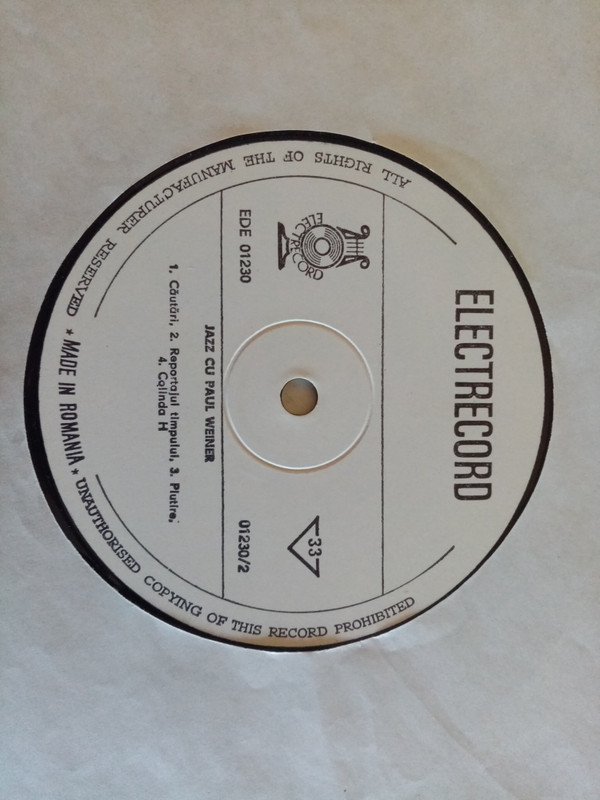 ELECTRECORD
ELECTRECORD
33
EDE 01230
01230/2
JAZZ CU PAUL WEINER
1. Căutări, 2. Reportajul timpului, 3. Plutire,
4. Colinda H
ALL RIGHTS OF THE MANUFACTURER RESERVED * MADE IN ROMANIA * UNAUTHORISED COPYING OF THIS RECORD PROHIBITED